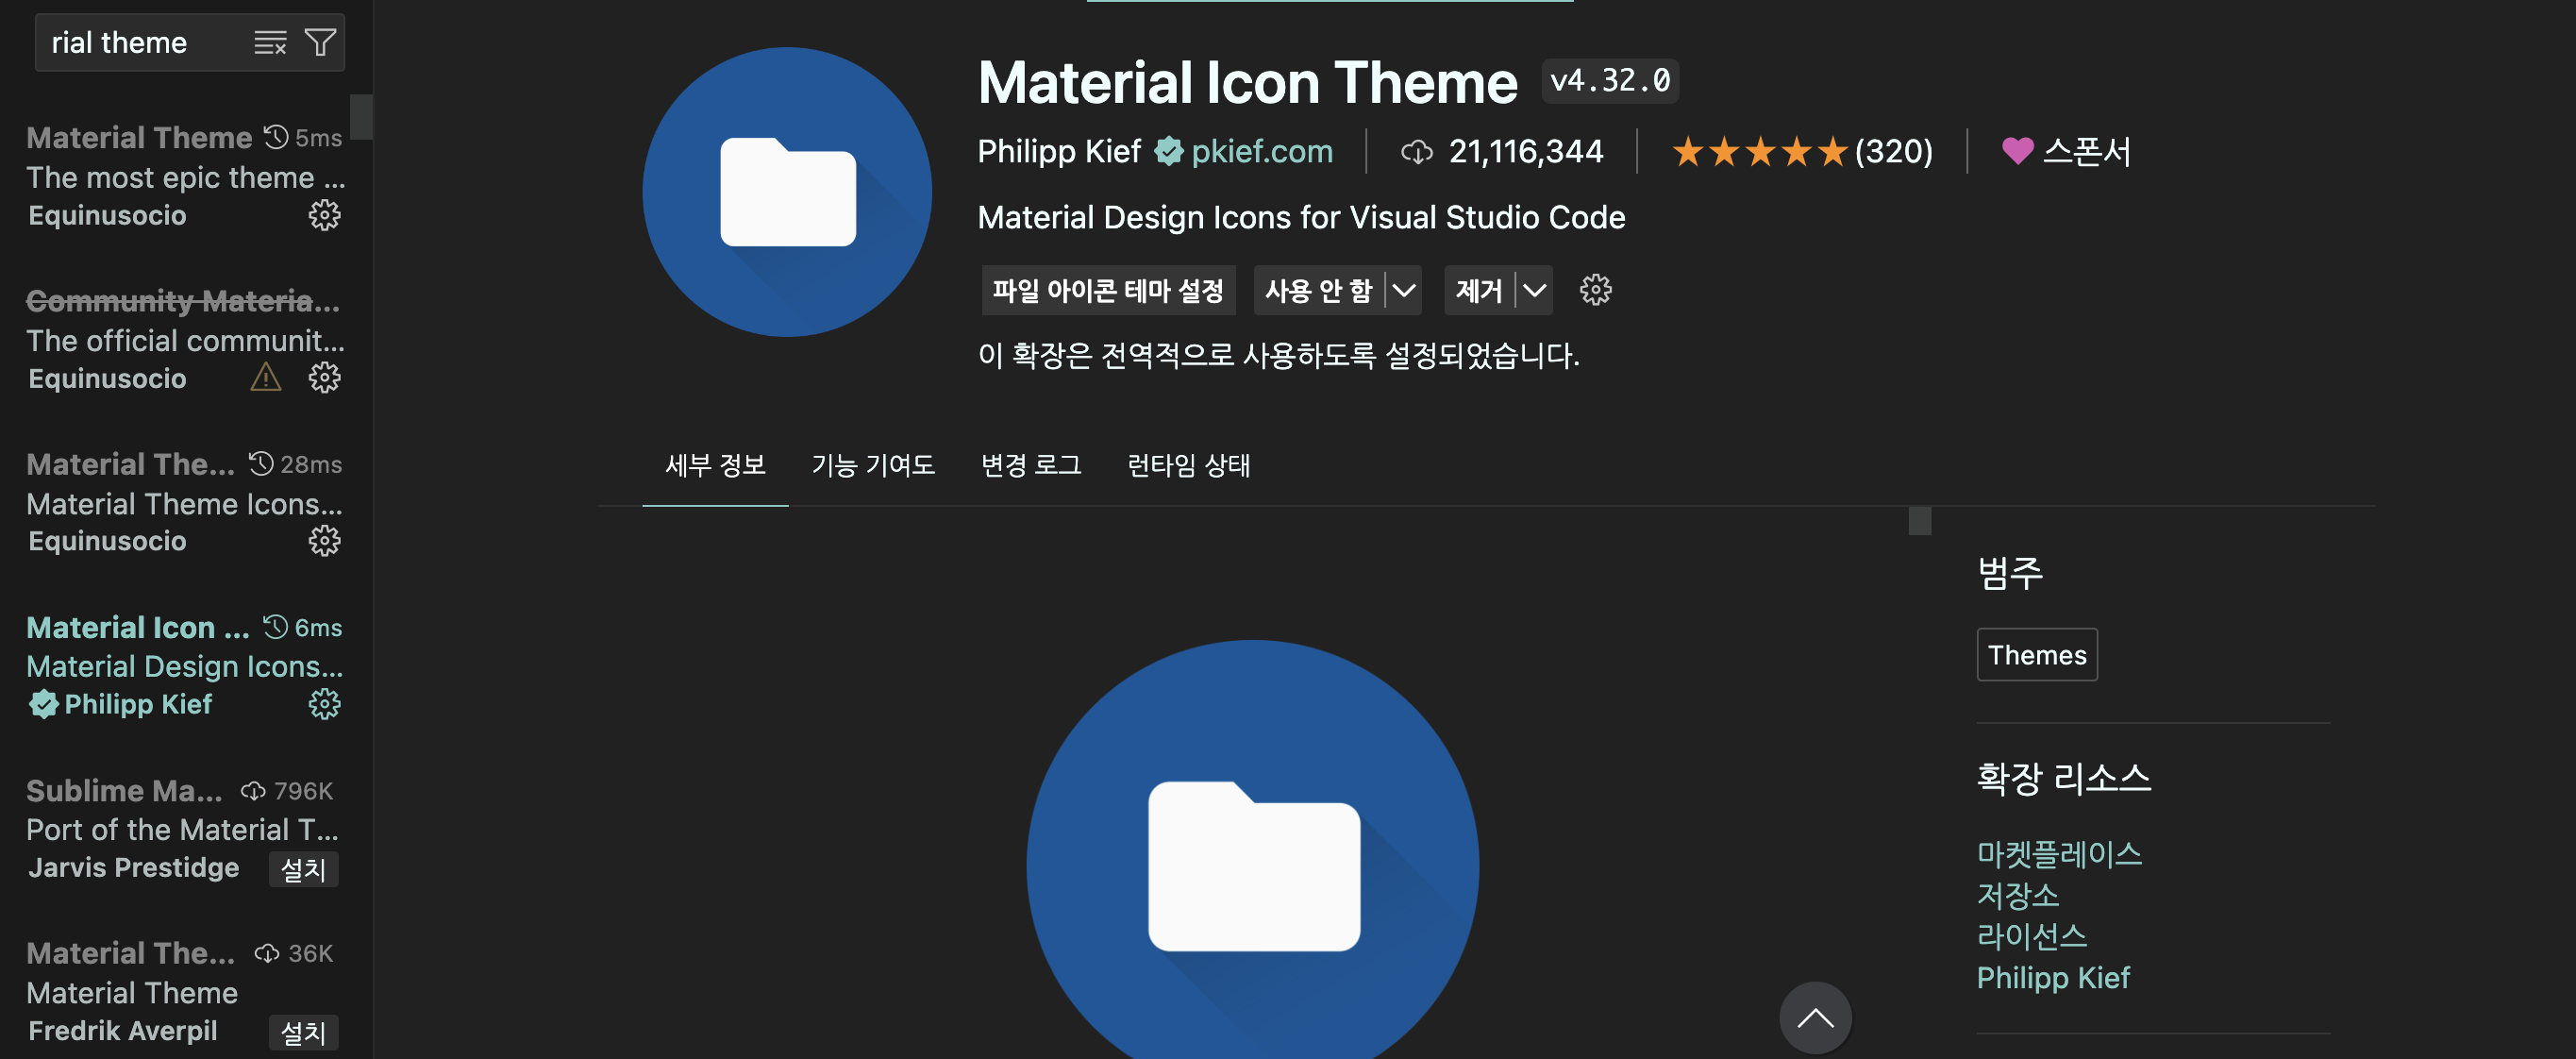 rial theme
Material Theme 5ms
The most epic theme ...
Equinusocio
Community Materia...
The official communit...
Equinusocio
Material The... 28ms
Material Theme Icons...
Equinusocio
Material Icon ... 6ms
Material Design Icons...
Philipp Kief
Sublime Ma... 796K
Port of the Material T...
Jarvis Prestidge 설치
Material The... 36K
Material Theme
Fredrik Averpil 설치
Material Icon Theme v4.32.0
Philipp Kief pkief.com 21,116,344 (320) 스폰서
Material Design Icons for Visual Studio Code
파일 아이콘 테마 설정 사용 안 함 제거
이 확장은 전역적으로 사용하도록 설정되었습니다.
세부 정보 기능 기여도 변경 로그 런타임 상태
범주
Themes
확장 리소스
마켓플레이스
저장소
라이선스
Philipp Kief